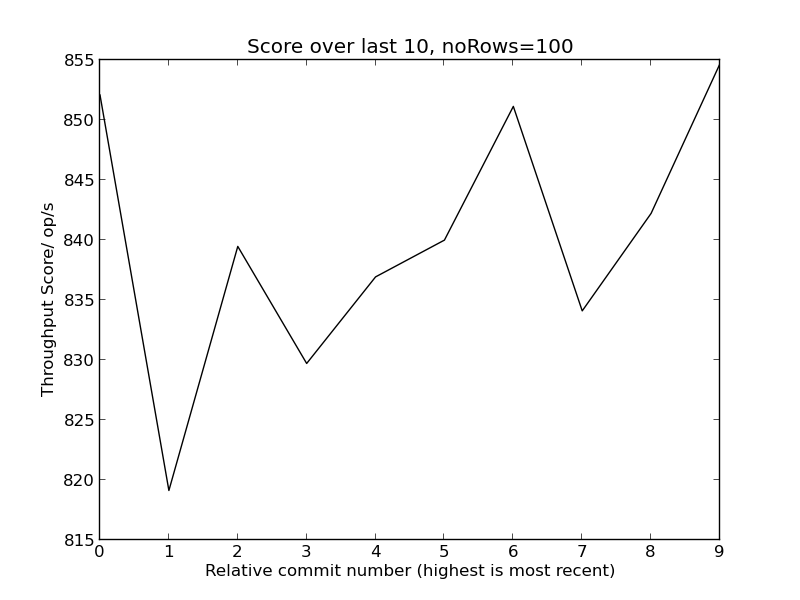 Score over last 10, noRows=100
855
850
845
840
835
830
825
820
815
Throughput Score/ op/s
0 1 2 3 4 5 6 7 8 9
Relative commit number (highest is most recent)